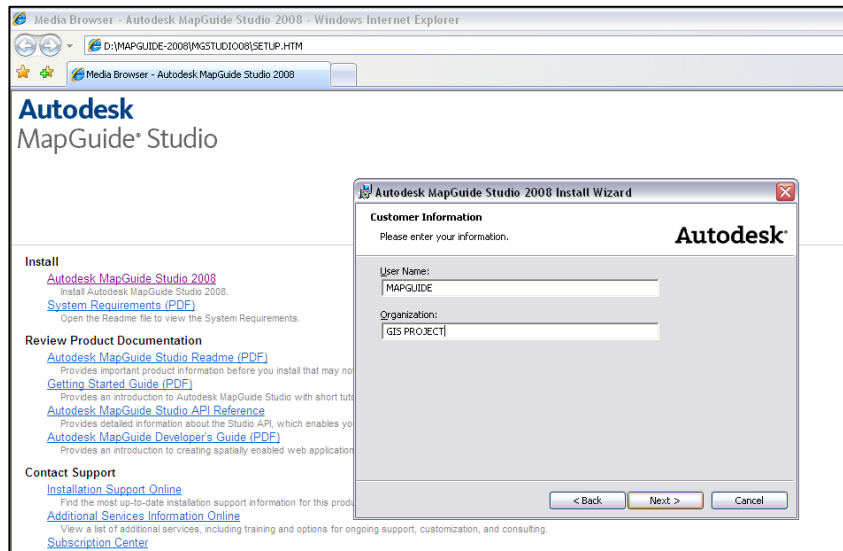 Media Browser - Autodesk MapGuide Studio 2008 - Windows Internet Explorer
D:\MAPGUIDE-2008\MGSTUDIO08\SETUP.HTM
Media Browser - Autodesk MapGuide Studio 2008
Autodesk
MapGuide® Studio
Install
Autodesk MapGuide Studio 2008
Install Autodesk MapGuide Studio 2008.
System Requirements (PDF)
Open the Readme file to view the System Requirements.
Review Product Documentation
Autodesk MapGuide Studio Readme (PDF)
Provides important product information before you install that may no
Getting Started Guide (PDF)
Provides an introduction to Autodesk MapGuide Studio with short tuto
Autodesk MapGuide Studio API Reference
Provides detailed information about the Studio API, which enables yo
Autodesk MapGuide Developer's Guide (PDF)
Provides an introduction to creating spatially enabled web application
Contact Support
Installation Support Online
Find the most up-to-date installation support information for this produ
Additional Services Information Online
View a list of additional services, including training and options for ongoing support, customization, and consulting.
Subscription Center
Autodesk MapGuide Studio 2008 Install Wizard
Customer Information
Please enter your information.
Autodesk®
User Name:
MAPGUIDE
Organization:
GIS PROJECT
< Back
Next >
Cancel